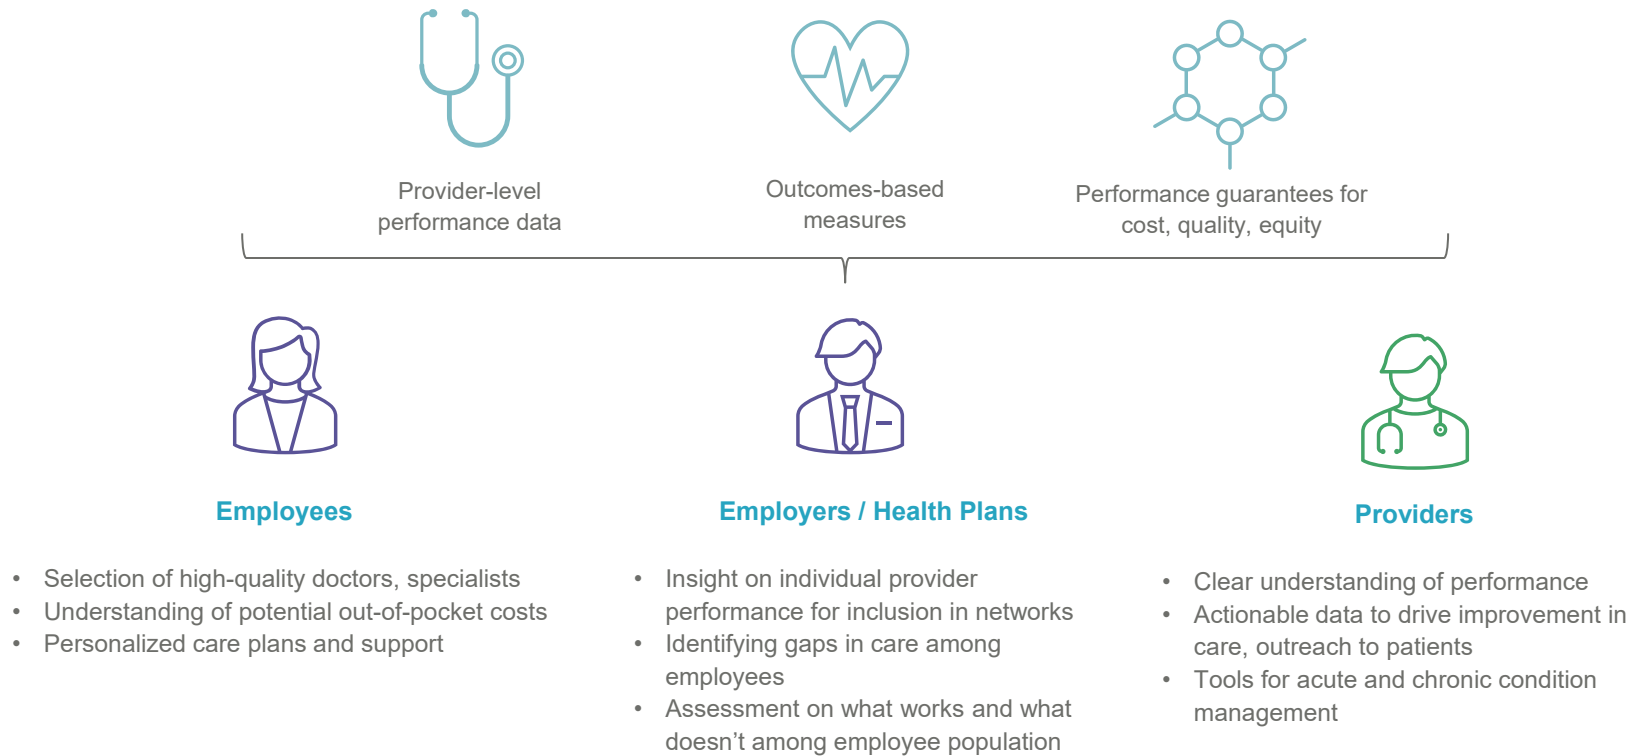 Provider-level
performance data
Outcomes-based
measures
Performance guarantees for
cost, quality, equity
Employees
• Selection of high-quality doctors, specialists
• Understanding of potential out-of-pocket costs
• Personalized care plans and support
Employers / Health Plans
• Insight on individual provider
performance for inclusion in networks
• Identifying gaps in care among
employees
• Assessment on what works and what
doesn’t among employee population
Providers
• Clear understanding of performance
• Actionable data to drive improvement in
care, outreach to patients
• Tools for acute and chronic condition
management